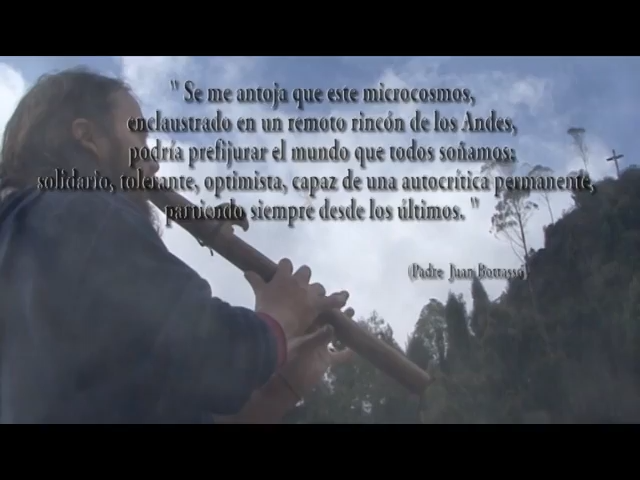 " Se me antoja que este microcosmos,
enclaustrado en un remoto rincón de los Andes,
podría prefijurar el mundo que todos soñamos:
solidario, tolerante, optimista, capaz de una autocrítica permanente,
partiendo siempre desde los últimos. "
(Padre Juan Bottasso)